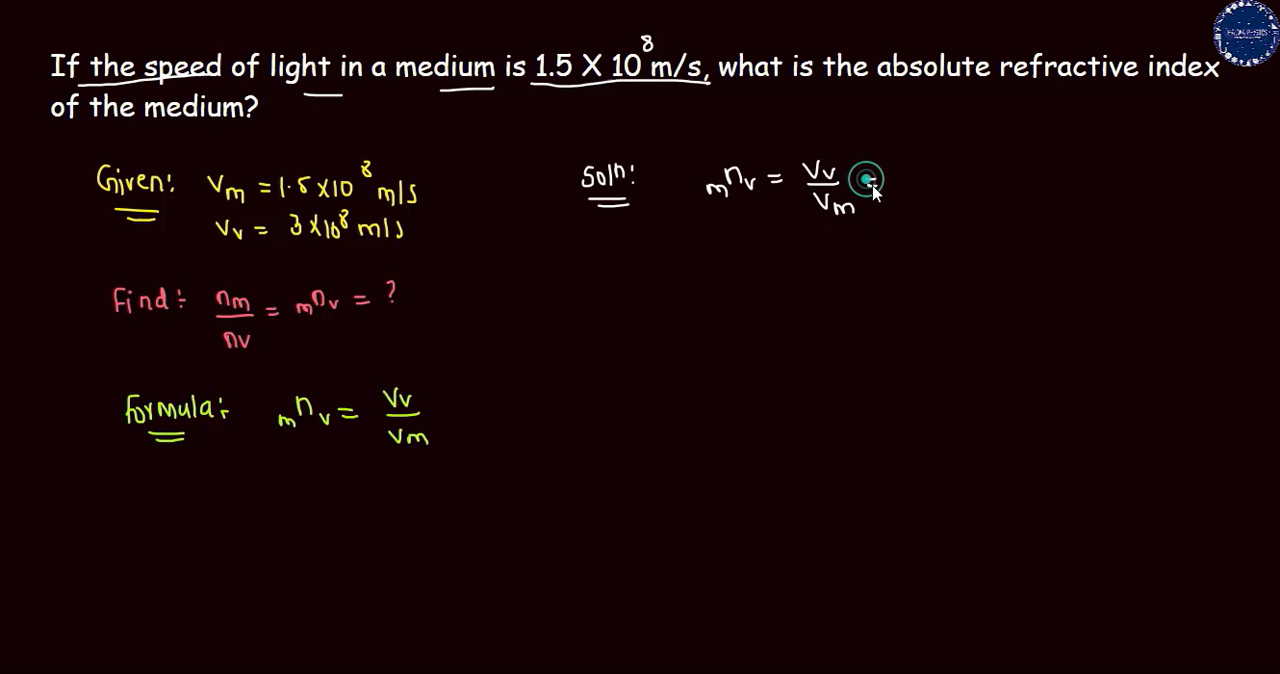 If the speed of light in a medium is 1.5 X 10⁸ m/s, what is the absolute refractive index
of the medium?
Given: Vm = 1.5 x 10⁸ m/s
Vv = 3 x 10⁸ m/s
Find:- nm/nv = mnv = ?
Formula:- mnv = Vv/Vm
Soln: mnv = Vv/Vm =